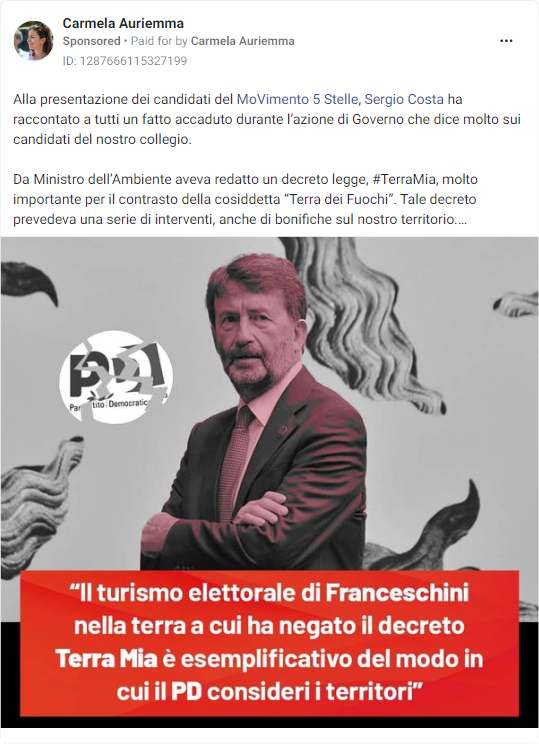 Carmela Auriemma
Sponsored • Paid for by Carmela Auriemma
ID: 1287666115327199
Alla presentazione dei candidati del MoVimento 5 Stelle, Sergio Costa ha
raccontato a tutti un fatto accaduto durante l’azione di Governo che dice molto sui
candidati del nostro collegio.
Da Ministro dell’Ambiente aveva redatto un decreto legge, #TerraMia, molto
importante per il contrasto della cosiddetta “Terra dei Fuochi”. Tale decreto
prevedeva una serie di interventi, anche di bonifiche sul nostro territorio....
“Il turismo elettorale di Franceschini
nella terra a cui ha negato il decreto
Terra Mia è esemplificativo del modo in
cui il PD consideri i territori”